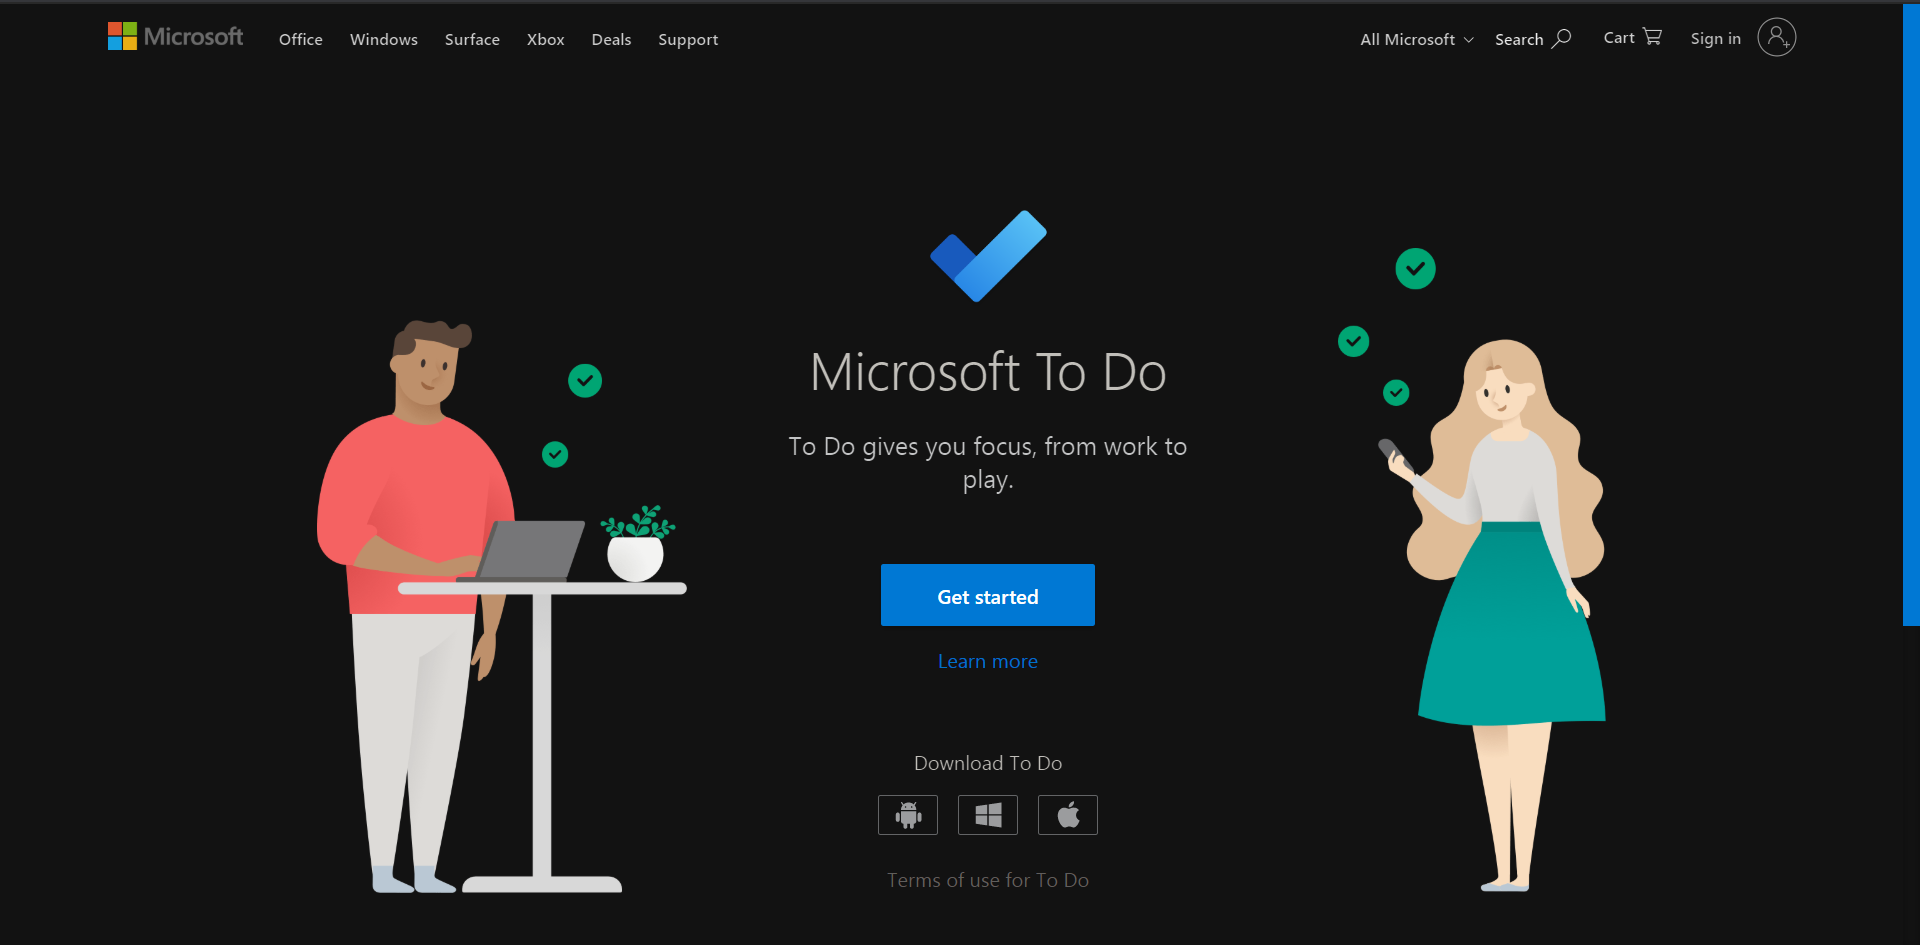 Microsoft Office Windows Surface Xbox Deals Support All Microsoft Search Cart Sign in
Microsoft To Do
To Do gives you focus, from work to
play.
Get started
Learn more
Download To Do
Terms of use for To Do